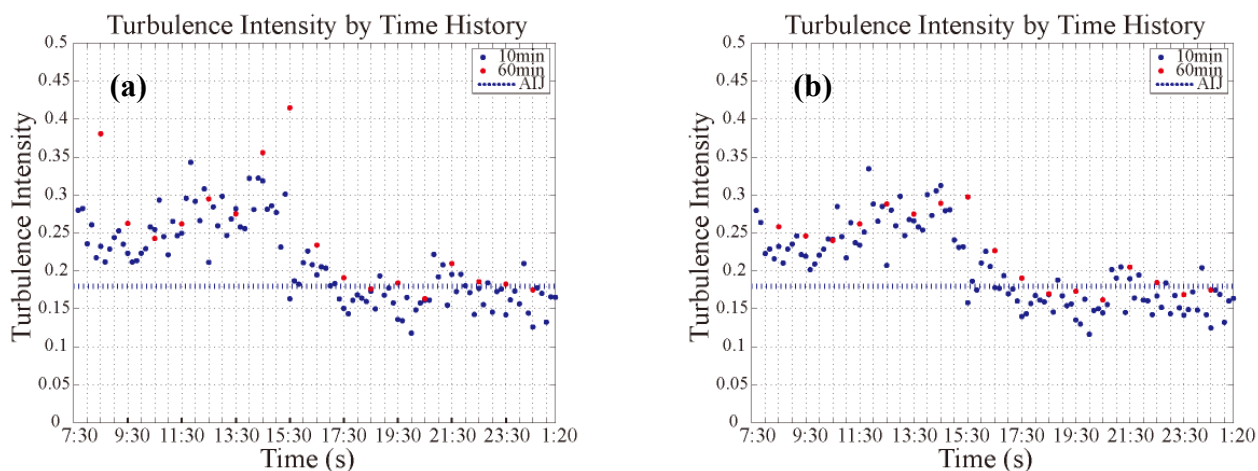 Turbulence Intensity by Time History
0.5
0.45
0.4
0.35
0.3
0.25
0.2
0.15
0.1
0.05
0
Turbulence Intensity
(a)
10min
60min
AIJ
7:30 9:30 11:30 13:30 15:30 17:30 19:30 21:30 23:30 1:20
Time (s)
Turbulence Intensity by Time History
0.5
0.45
0.4
0.35
0.3
0.25
0.2
0.15
0.1
0.05
0
Turbulence Intensity
(b)
10min
60min
AIJ
7:30 9:30 11:30 13:30 15:30 17:30 19:30 21:30 23:30 1:20
Time (s)